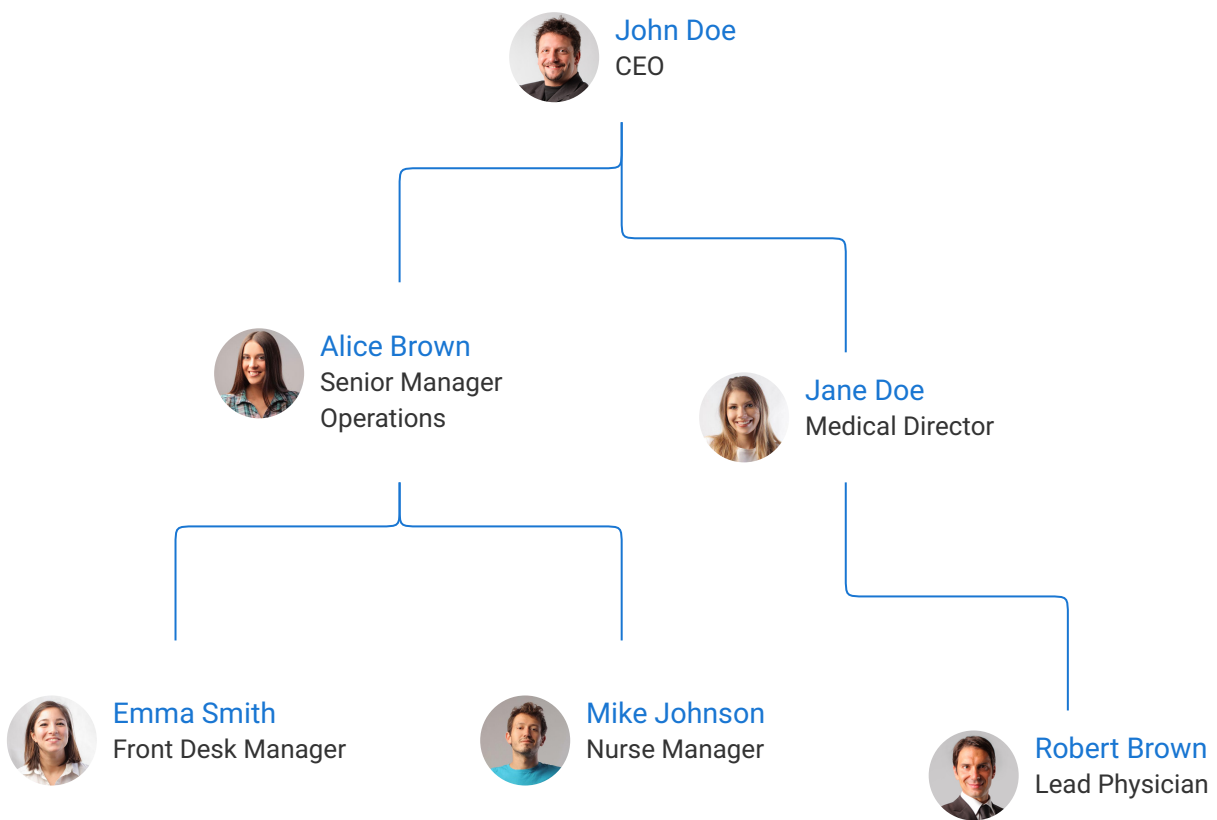 John Doe
CEO
Alice Brown
Senior Manager
Operations
Jane Doe
Medical Director
Emma Smith
Front Desk Manager
Mike Johnson
Nurse Manager
Robert Brown
Lead Physician